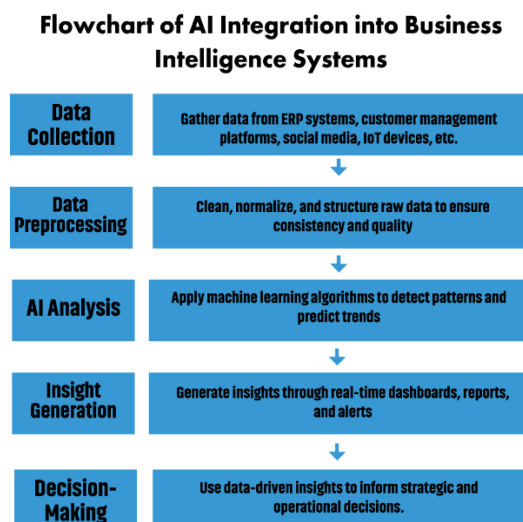 Flowchart of AI Integration into Business
Intelligence Systems
Data
Collection
Gather data from ERP systems, customer management
platforms, social media, IoT devices, etc.
Data
Preprocessing
Clean, normalize, and structure raw data to ensure
consistency and quality
AI Analysis
Apply machine learning algorithms to detect patterns and
predict trends
Insight
Generation
Generate insights through real-time dashboards, reports,
and alerts
Decision-
Making
Use data-driven insights to inform strategic and
operational decisions.